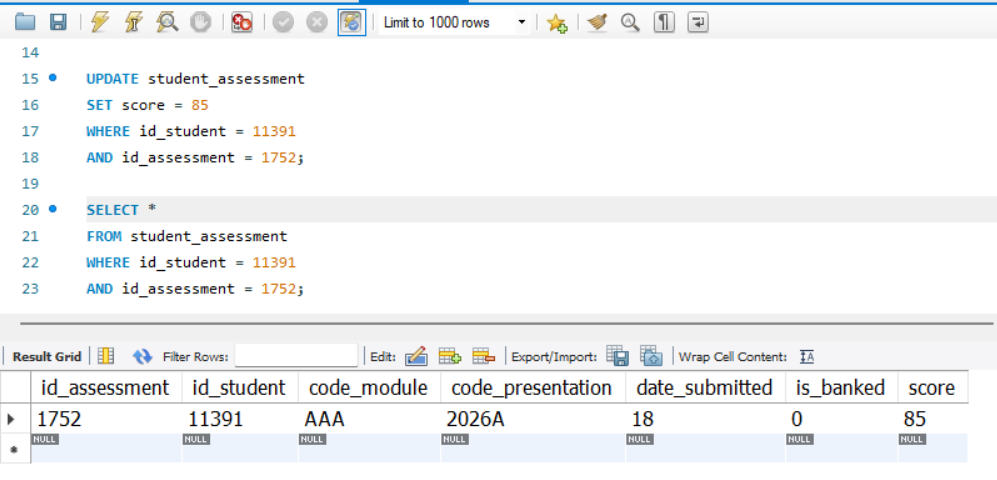 Limit to 1000 rows
14
15 UPDATE student_assessment
16 SET score = 85
17 WHERE id_student = 11391
18 AND id_assessment = 1752;
19
20 SELECT *
21 FROM student_assessment
22 WHERE id_student = 11391
23 AND id_assessment = 1752;
Result Grid Filter Rows: Edit: Export/Import: Wrap Cell Content: IA
id_assessment id_student code_module code_presentation date_submitted is_banked score
1752 11391 AAA 2026A 18 0 85
NULL NULL NULL NULL NULL NULL NULL